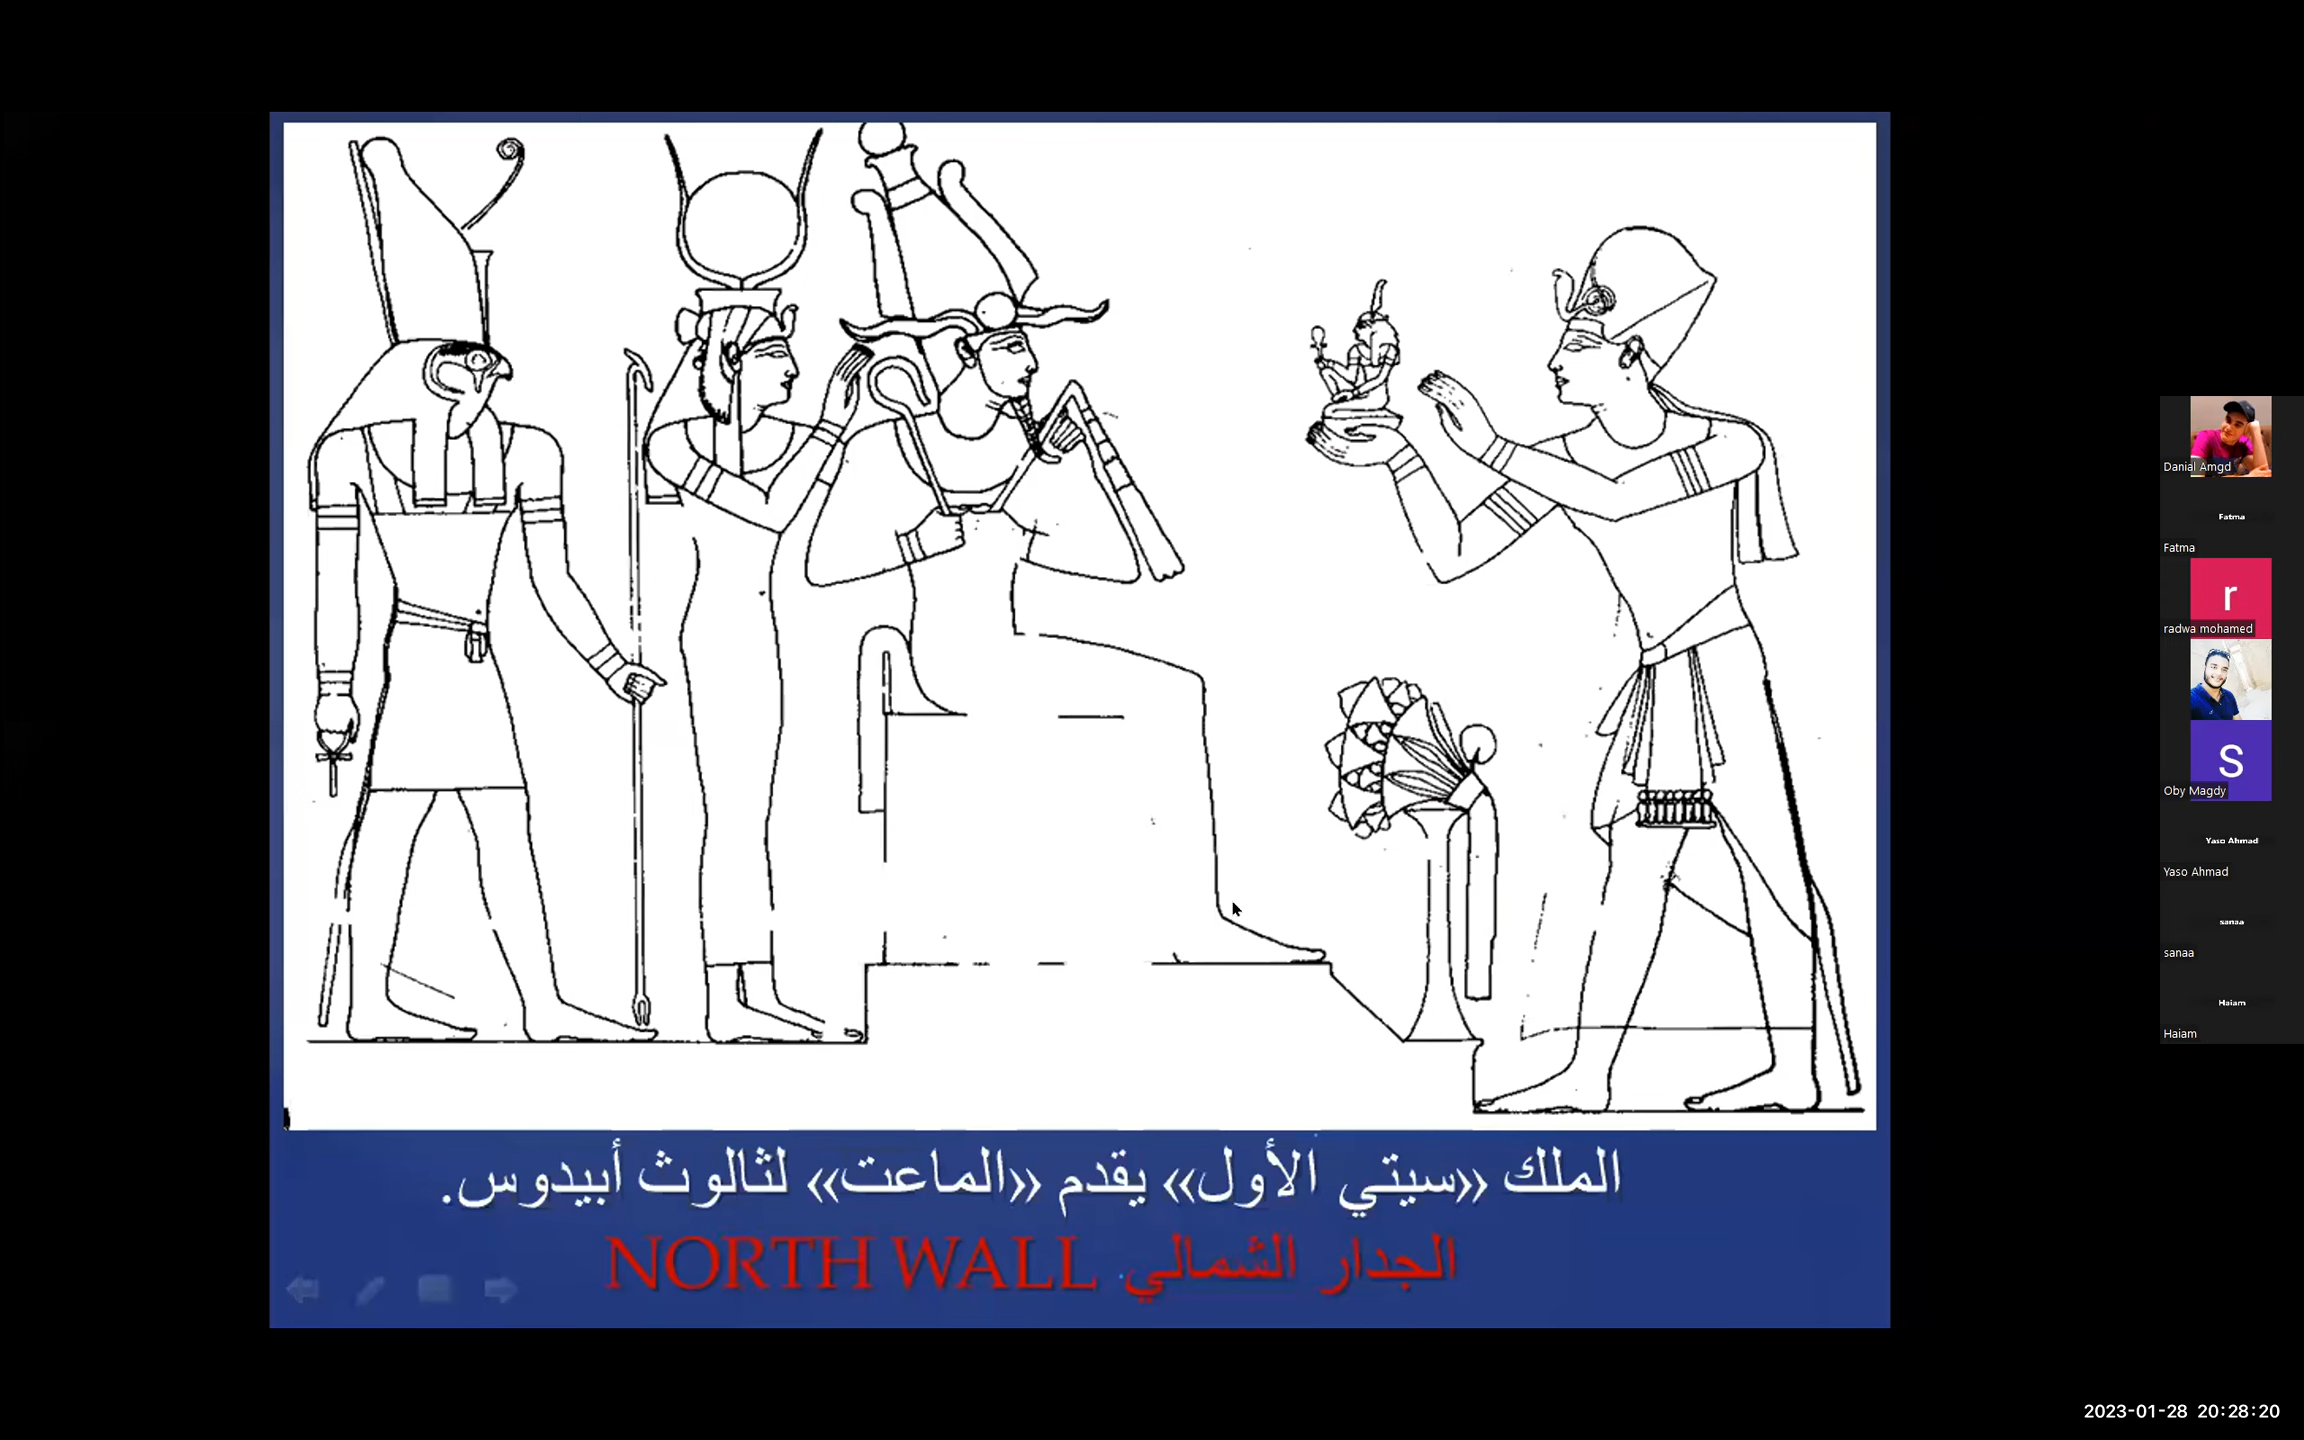 الملك «سيتي الأول» يقدم «الماعت» لثالوث أبيدوس.
الجدار الشمالي NORTH WALL
Danial Amgd
Fatma
Fatma
r
radwa mohamed
S
Oby Magdy
Yaso Ahmad
Yaso Ahmad
sanaa
sanaa
Haiam
Haiam
2023-01-28 20:28:20